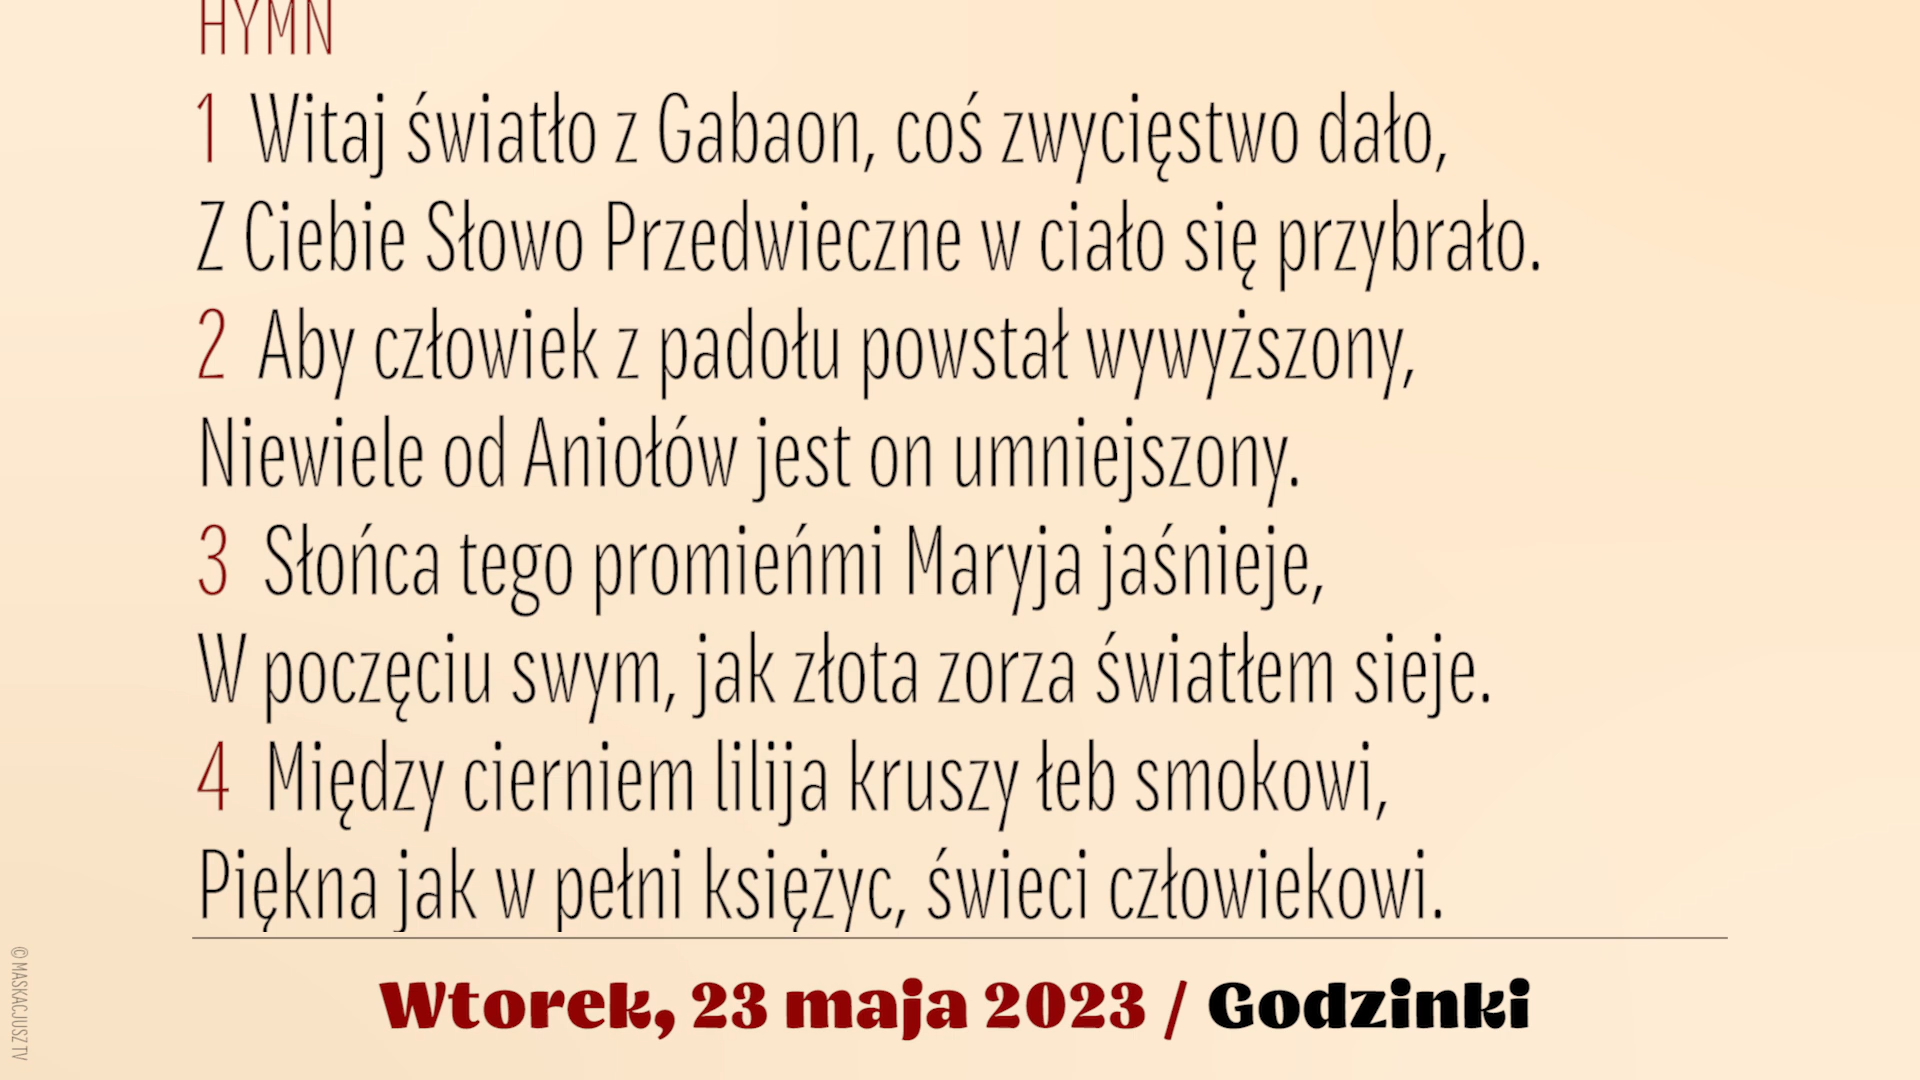 HYMN
1 Witaj światło z Gabaon, coś zwycięstwo dało,
Z Ciebie Słowo Przedwieczne w ciało się przybrało.
2 Aby człowiek z padołu powstał wywyższony,
Niewiele od Aniołów jest on umniejszony.
3 Słońca tego promieńmi Maryja jaśnieje,
W poczęciu swym, jak złota zorza światłem sieje.
4 Między cierniem lilija kruszy łeb smokowi,
Piękna jak w pełni księżyc, świeci człowiekowi.
Wtorek, 23 maja 2023 / Godzinki
© MASKACJUSZ TV